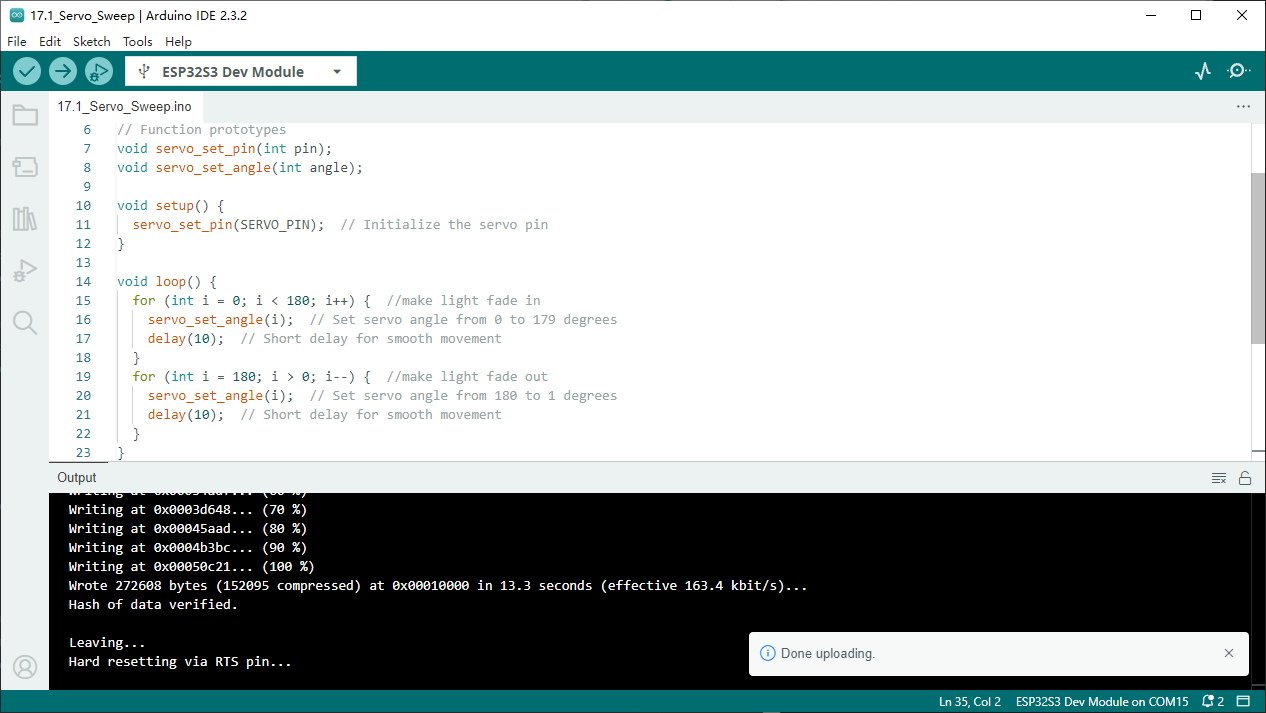 17.1_Servo_Sweep | Arduino IDE 2.3.2
File Edit Sketch Tools Help
ESP32S3 Dev Module
17.1_Servo_Sweep.ino
6 // Function prototypes
7 void servo_set_pin(int pin);
8 void servo_set_angle(int angle);
9
10 void setup() {
11 servo_set_pin(SERVO_PIN); // Initialize the servo pin
12 }
13
14 void loop() {
15 for (int i = 0; i < 180; i++) { //make light fade in
16 servo_set_angle(i); // Set servo angle from 0 to 179 degrees
17 delay(10); // Short delay for smooth movement
18 }
19 for (int i = 180; i > 0; i--) { //make light fade out
20 servo_set_angle(i); // Set servo angle from 180 to 1 degrees
21 delay(10); // Short delay for smooth movement
22 }
23 }
Output
Writing at
Writing at 0x0003d648... (70 %)
Writing at 0x00045aad... (80 %)
Writing at 0x0004b3bc... (90 %)
Writing at 0x00050c21... (100 %)
Wrote 272608 bytes (152095 compressed) at 0x00010000 in 13.3 seconds (effective 163.4 kbit/s)...
Hash of data verified.
Leaving...
Hard resetting via RTS pin...
Done uploading.
Ln 35, Col 2 ESP32S3 Dev Module on COM15 2